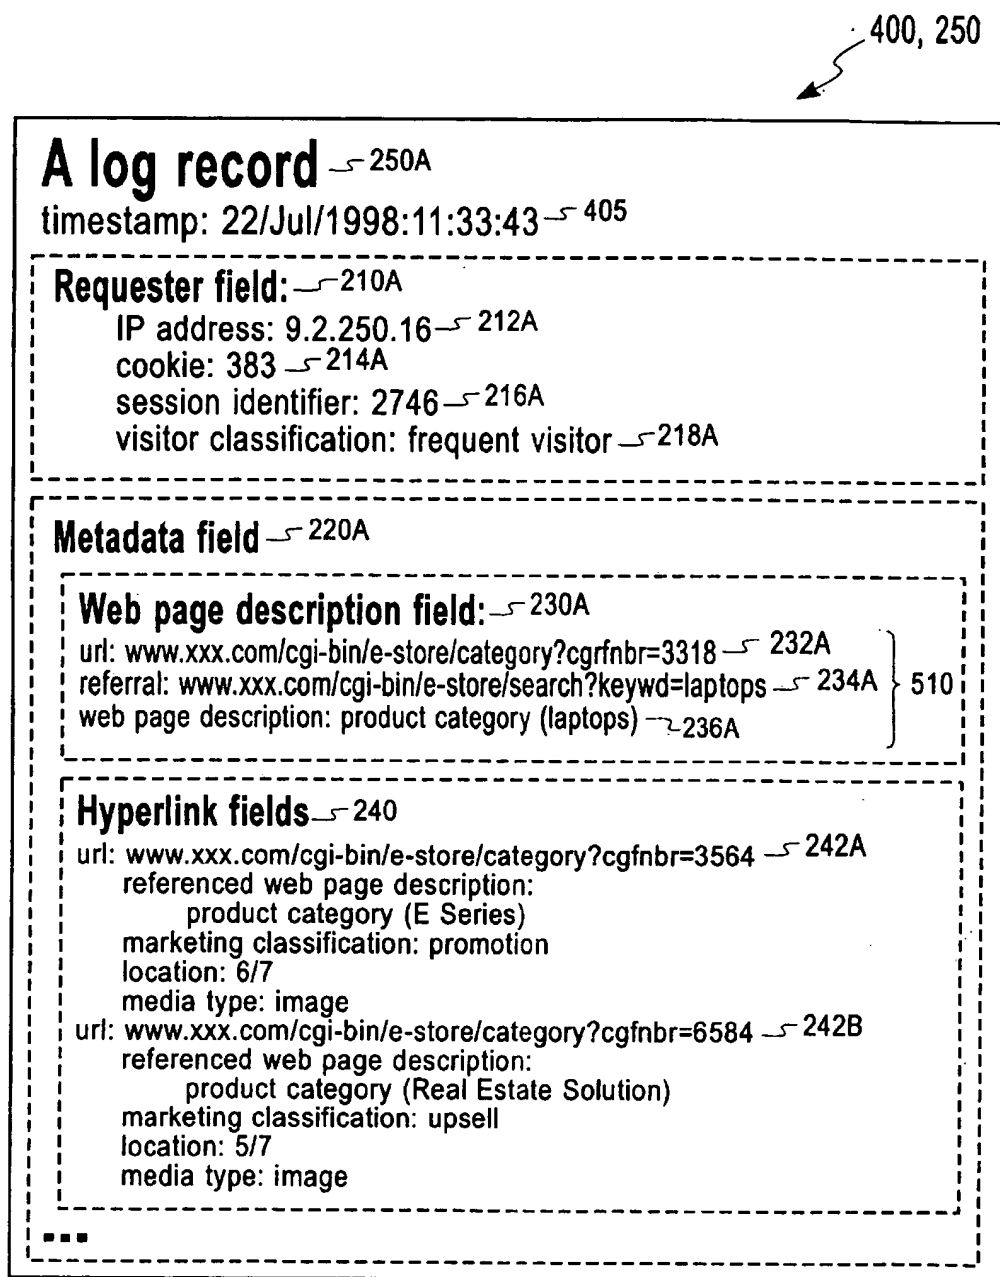 400, 250
A log record 250A
timestamp: 22/Jul/1998:11:33:43 405
Requester field: 210A
IP address: 9.2.250.16 212A
cookie: 383 214A
session identifier: 2746 216A
visitor classification: frequent visitor 218A
Metadata field 220A
Web page description field: 230A
url: www.xxx.com/cgi-bin/e-store/category?cgrfnbr=3318 232A
referral: www.xxx.com/cgi-bin/e-store/search?keywd=laptops 234A
510
web page description: product category (laptops) 236A
Hyperlink fields 240
url: www.xxx.com/cgi-bin/e-store/category?cgfnbr=3564 242A
referenced web page description:
product category (E Series)
marketing classification: promotion
location: 6/7
media type: image
url: www.xxx.com/cgi-bin/e-store/category?cgfnbr=6584 242B
referenced web page description:
product category (Real Estate Solution)
marketing classification: upsell
location: 5/7
media type: image
...